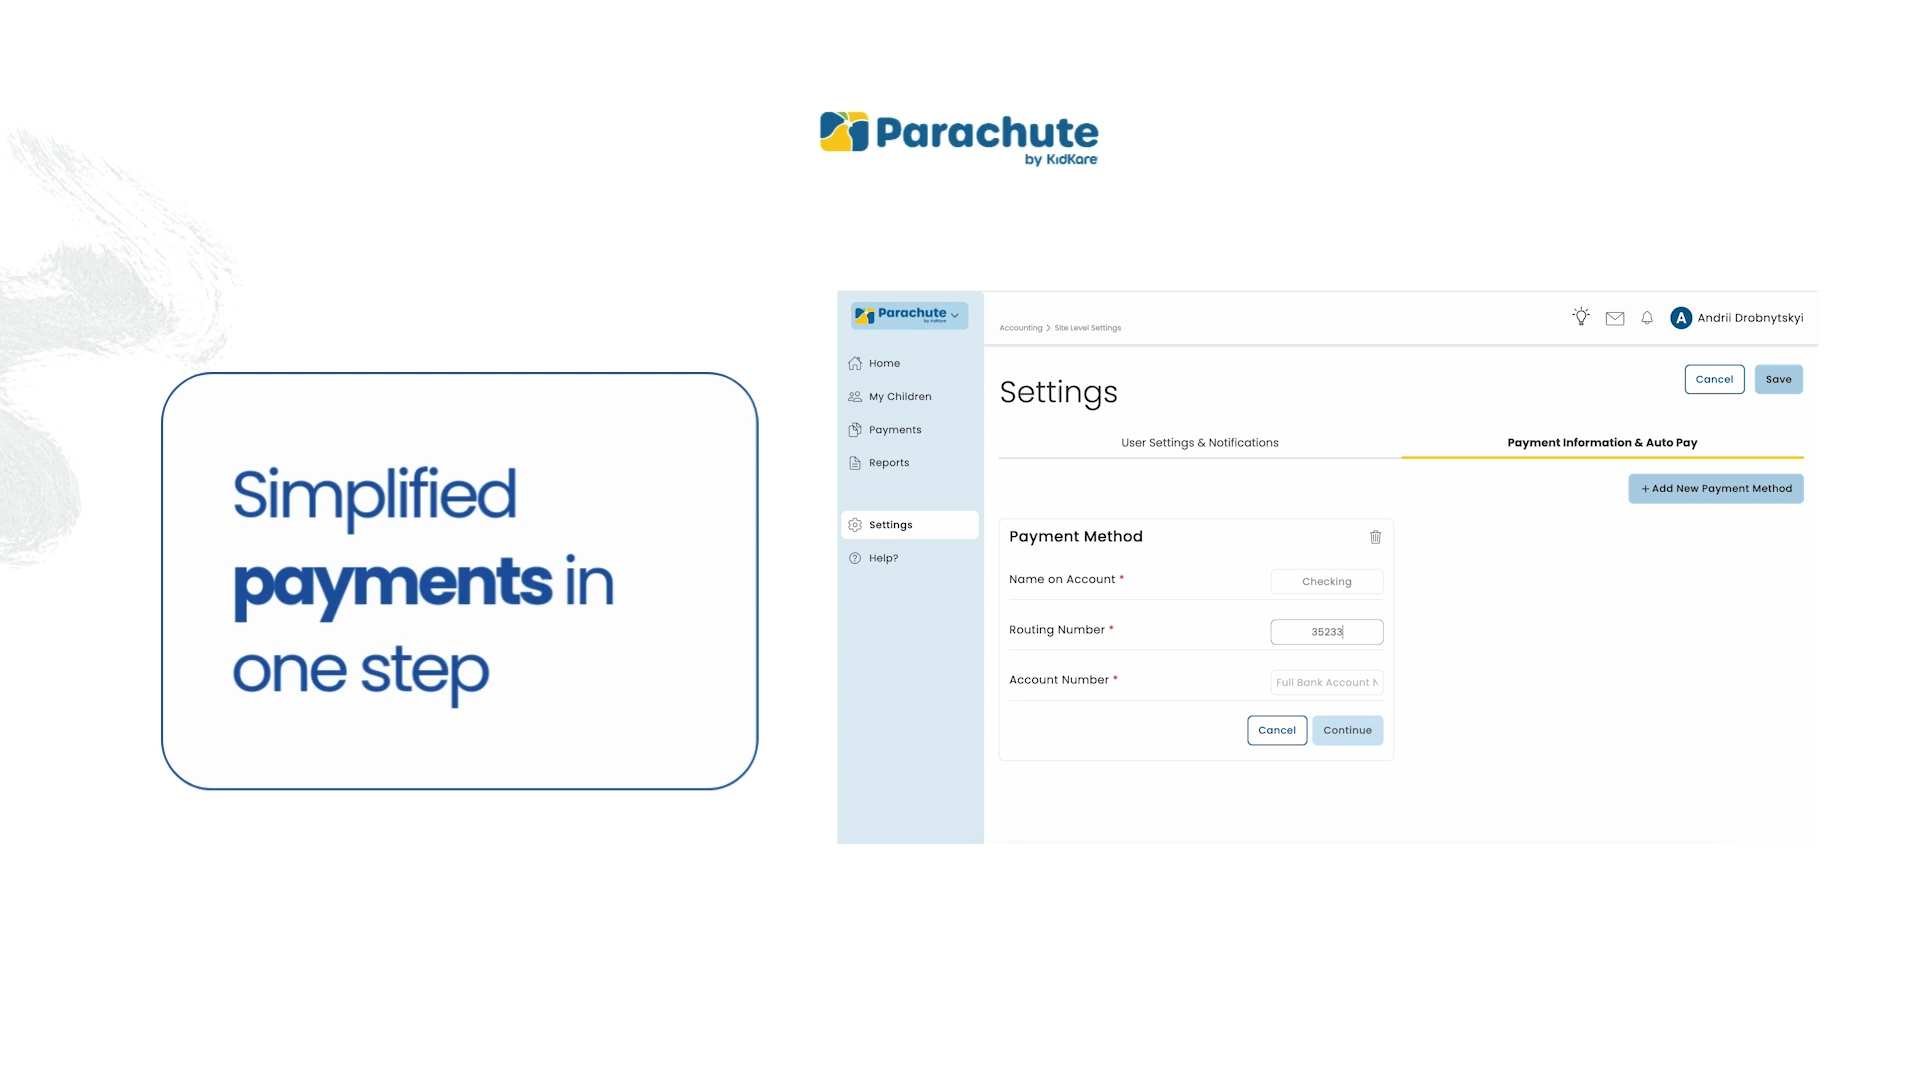 Parachute
by KidKare
Simplified
payments in
one step
Parachute
by KidKare
Home
My Children
Payments
Reports
Settings
Help?
Accounting > Site Level Settings
A Andrii Drobnytskyi
Settings
Cancel Save
User Settings & Notifications
Payment Information & Auto Pay
+ Add New Payment Method
Payment Method
Name on Account * Checking
Routing Number * 35233
Account Number * Full Bank Account N
Cancel Continue